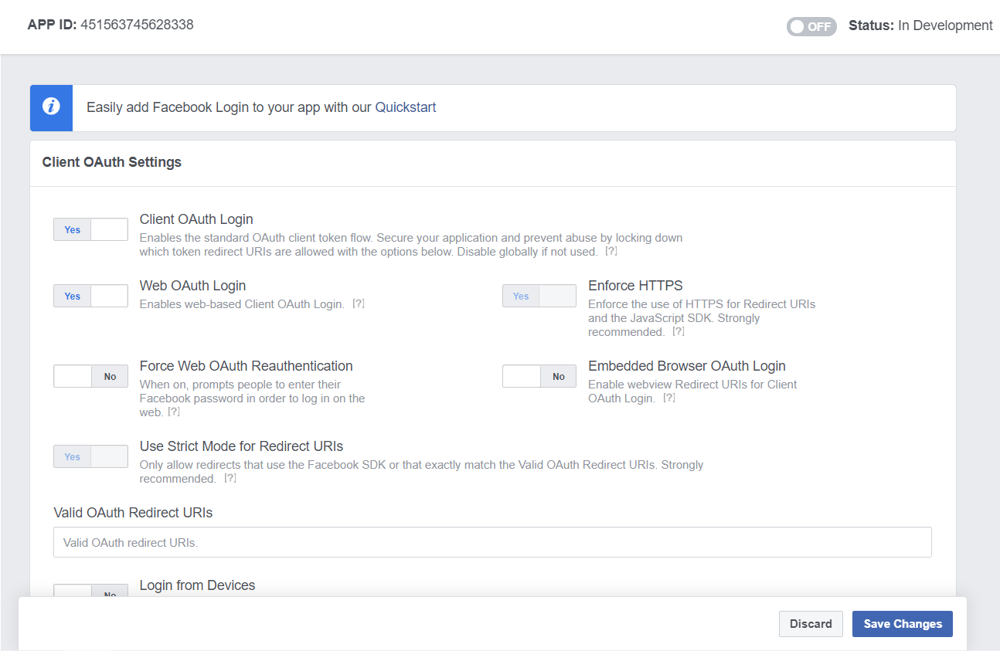 APP ID: 451563745628338
OFF Status: In Development
i Easily add Facebook Login to your app with our Quickstart
Client OAuth Settings
Yes
Client OAuth Login
Enables the standard OAuth client token flow. Secure your application and prevent abuse by locking down
which token redirect URIs are allowed with the options below. Disable globally if not used. [?]
Yes
Web OAuth Login
Enables web-based Client OAuth Login. [?]
Yes
Enforce HTTPS
Enforce the use of HTTPS for Redirect URIs
and the JavaScript SDK. Strongly
recommended. [?]
No
Force Web OAuth Reauthentication
When on, prompts people to enter their
Facebook password in order to log in on the
web. [?]
No
Embedded Browser OAuth Login
Enable webview Redirect URIs for Client
OAuth Login. [?]
Yes
Use Strict Mode for Redirect URIs
Only allow redirects that use the Facebook SDK or that exactly match the Valid OAuth Redirect URIs. Strongly
recommended. [?]
Valid OAuth Redirect URIs
Valid OAuth redirect URIs.
No
Login from Devices
Discard
Save Changes